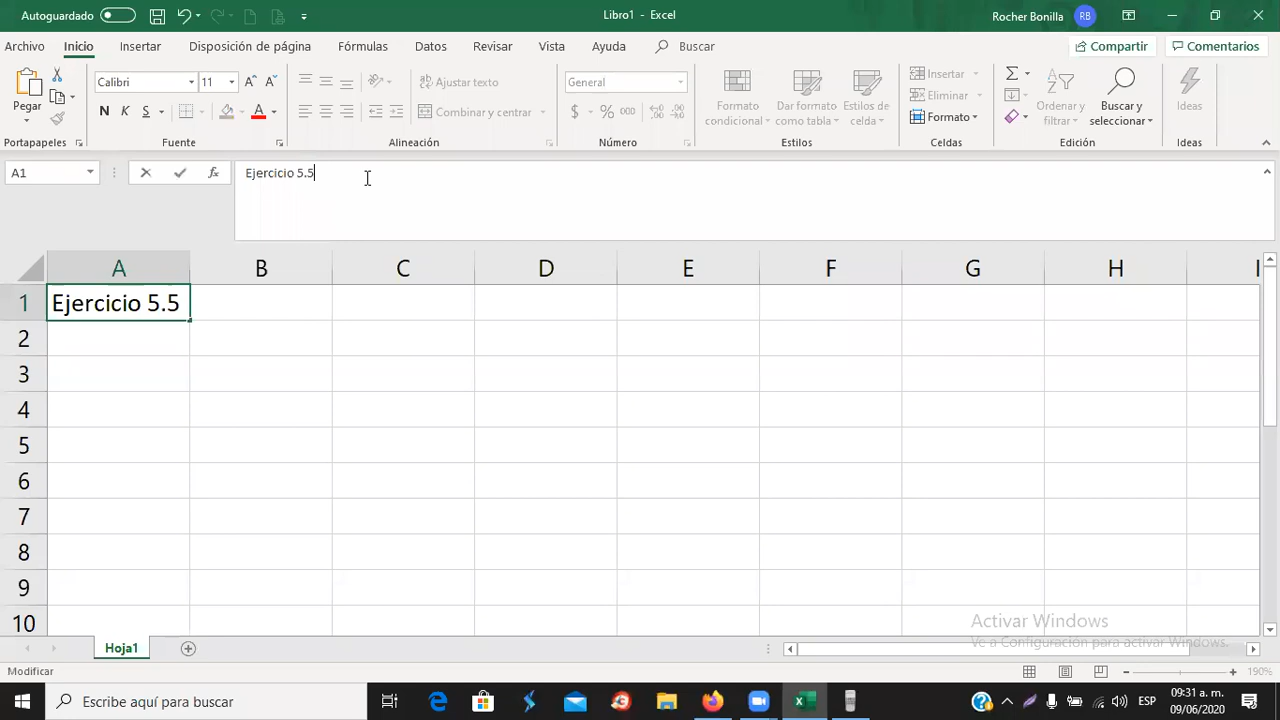 Autoguardado
Libro1 - Excel
Rocher Bonilla
RB
Archivo Inicio Insertar Disposición de página Fórmulas Datos Revisar Vista Ayuda Buscar
Compartir Comentarios
Pegar
Calibri 11
N K S
A A
A
Ajustar texto
Combinar y centrar
General
$ % 000
Formato condicional
Dar formato como tabla
Estilos de celda
Insertar
Eliminar
Formato
Ordenar y filtrar
Buscar y seleccionar
Ideas
Portapapeles Fuente Alineación Número Estilos Celdas Edición Ideas
A1
fx
Ejercicio 5.5
A B C D E F G H I
1 Ejercicio 5.5
2
3
4
5
6
7
8
9
10
Activar Windows
Ve a Configuración para activar Windows.
Hoja1
Modificar
190%
Escribe aquí para buscar
ESP
09:31 a. m.
09/06/2020